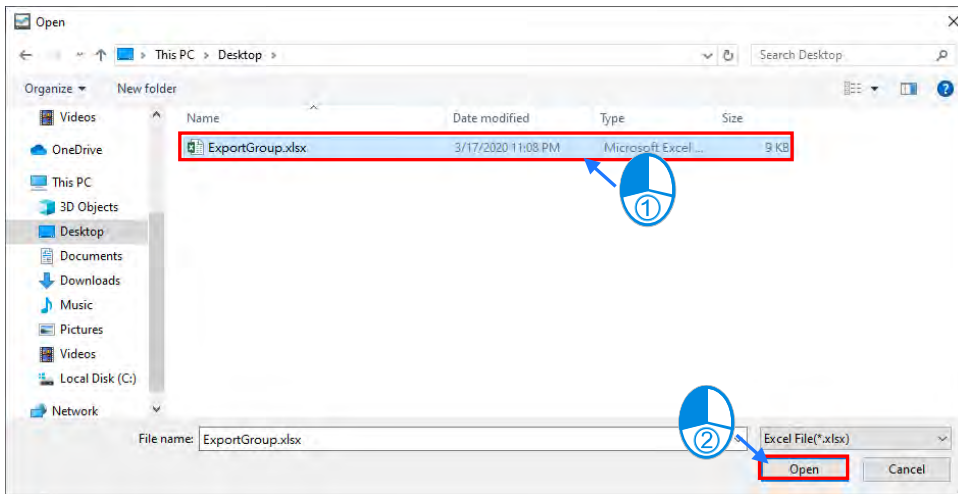 Open
This PC > Desktop >
Search Desktop
Organize
New folder
Name
Date modified
Type
Size
Videos
OneDrive
This PC
3D Objects
Desktop
Documents
Downloads
Music
Pictures
Videos
Local Disk (C:)
Network
ExportGroup.xlsx
3/17/2020 11:08 PM
Microsoft Excel ...
9 KB
①
②
File name: ExportGroup.xlsx
Excel File(*.xlsx)
Open
Cancel